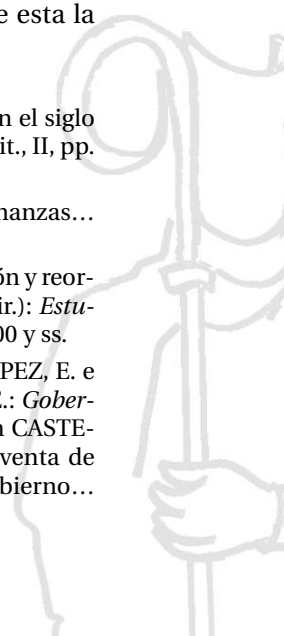 e esta la
n el siglo
it., II, pp.
nanzas…
ón y reor-
ir.): Estu-
00 y ss.
PEZ, E. e
E.: Gober-
n CASTE-
venta de
bierno…